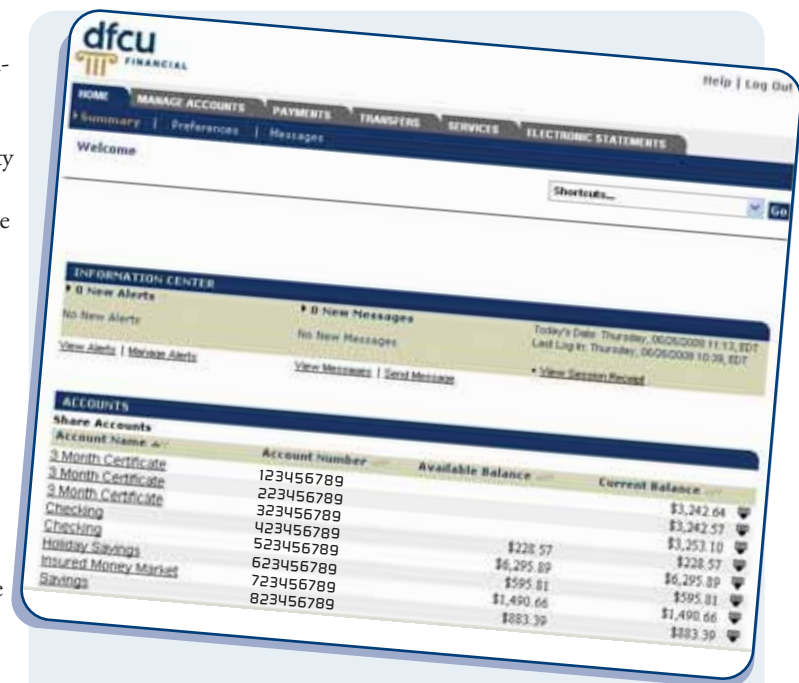 dfcu
FINANCIAL
Help | Log Out
HOME MANAGE ACCOUNTS PAYMENTS TRANSFERS SERVICES ELECTRONIC STATEMENTS
Summary | Preferences | Messages
Welcome
Shortcuts... Go
INFORMATION CENTER
0 New Alerts 0 New Messages Today's Date: Thursday, 06/26/2008 11:13, EDT
No New Alerts No New Messages Last Log In: Thursday, 06/26/2008 10:39, EDT
View Alerts | Manage Alerts View Messages | Send Message View Session Receipt
ACCOUNTS
Share Accounts
Account Name Account Number Available Balance Current Balance
3 Month Certificate 123456789 $3,242.64
3 Month Certificate 223456789 $3,242.57
3 Month Certificate 323456789 $3,253.10
Checking 423456789 $228.57 $228.57
Checking 523456789 $6,295.89 $6,295.89
Holiday Savings 623456789 $595.81 $595.81
Insured Money Market 723456789 $1,490.66 $1,490.66
Savings 823456789 $883.39 $883.39